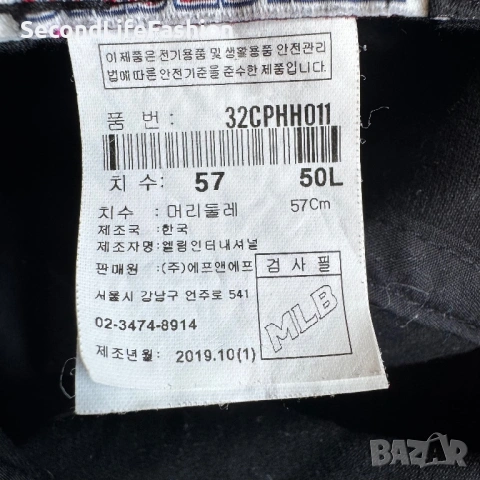 SecondLifeFashion
이 제품은 전기용품 및 생활용품 안전관리
법에 따른 안전기준을 준수한 제품입니다
품 번 : 32CPHH011
치수: 57 50L
치수 : 머리둘레 57Cm
제조국 : 한국
제조자명:엘링인터내셔널
판매원 :(주)에프앤에프
검 사 필
서울시 강남구 언주로 541
MLB
02-3474-8914
제조년월: 2019.10(1)
SecondLifeFashion
BAZAR